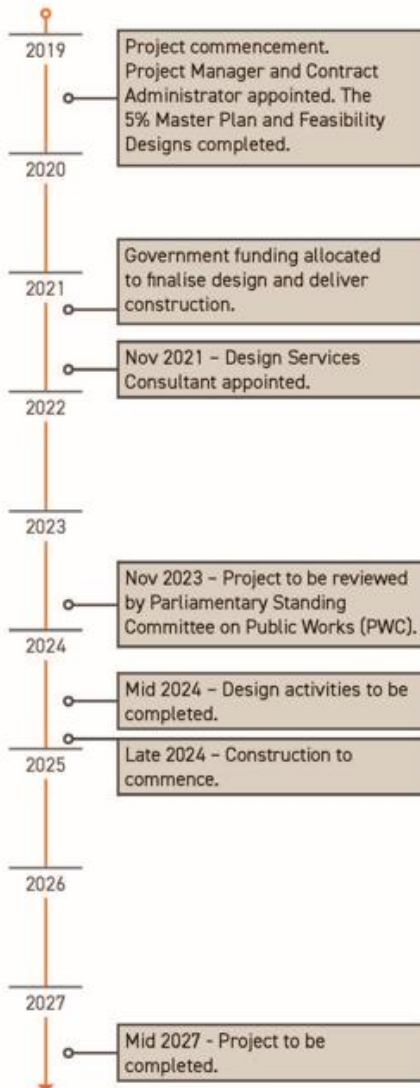 2019
Project commencement.
Project Manager and Contract
Administrator appointed. The
5% Master Plan and Feasibility
Designs completed.
2020
Government funding allocated
to finalise design and deliver
construction.
2021
Nov 2021 – Design Services
Consultant appointed.
2022
2023
Nov 2023 – Project to be reviewed
by Parliamentary Standing
Committee on Public Works (PWC).
2024
Mid 2024 – Design activities to be
completed.
Late 2024 – Construction to
commence.
2025
2026
2027
Mid 2027 - Project to be
completed.